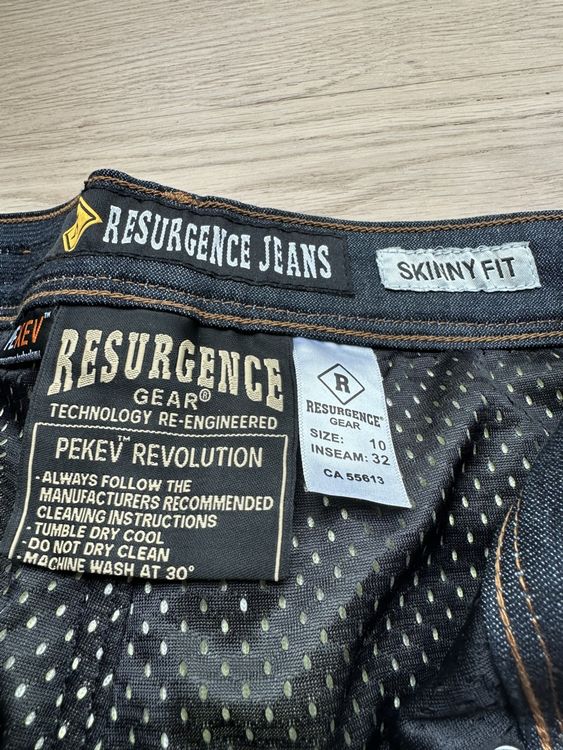 RESURGENCE JEANS
SKINNY FIT
PEKEV™
RESURGENCE
GEAR®
TECHNOLOGY RE-ENGINEERED
PEKEV™ REVOLUTION
- ALWAYS FOLLOW THE
MANUFACTURERS RECOMMENDED
CLEANING INSTRUCTIONS
- TUMBLE DRY COOL
- DO NOT DRY CLEAN
- MACHINE WASH AT 30°
R
RESURGENCE®
GEAR
SIZE: 10
INSEAM: 32
CA 55613